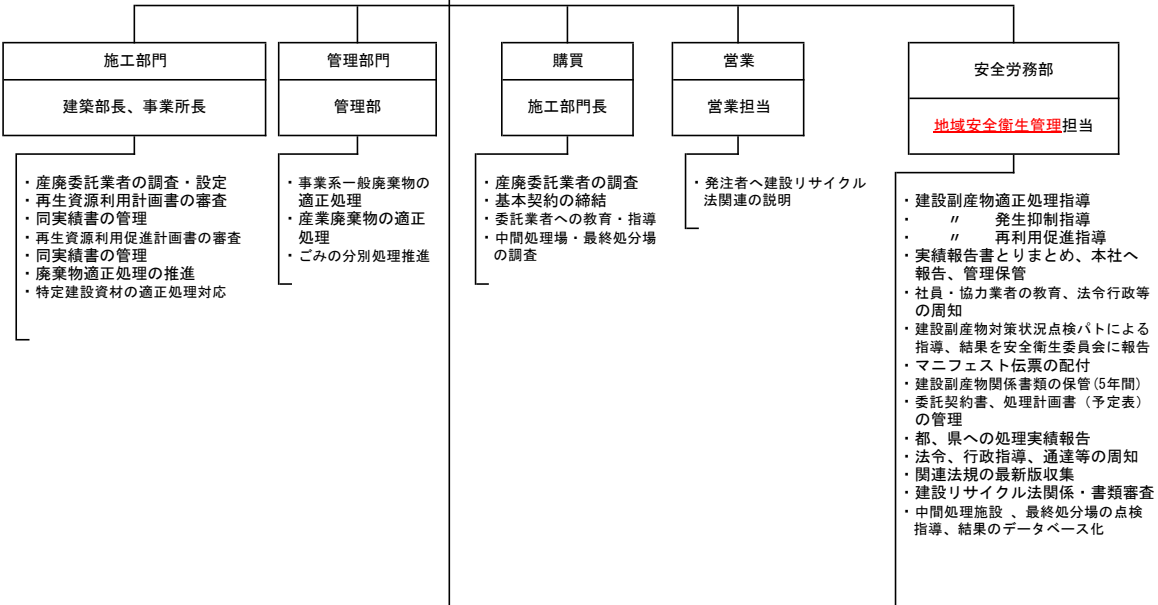 施工部門
建築部長、事業所長
・産廃委託業者の調査・設定
・再生資源利用計画書の審査
・同実績書の管理
・再生資源利用促進計画書の審査
・同実績書の管理
・廃棄物適正処理の推進
・特定建設資材の適正処理対応
管理部門
管理部
・事業系一般廃棄物の
適正処理
・産業廃棄物の適正
処理
・ごみの分別処理推進
購買
施工部門長
・産廃委託業者の調査
・基本契約の締結
・委託業者への教育・指導
・中間処理場・最終処分場
の調査
営業
営業担当
・発注者へ建設リサイクル
法関連の説明
安全労務部
地域安全衛生管理担当
・建設副産物適正処理指導
・ 〃 発生抑制指導
・ 〃 再利用促進指導
・実績報告書とりまとめ、本社へ
報告、管理保管
・社員・協力業者の教育、法令行政等
の周知
・建設副産物対策状況点検パトによる
指導、結果を安全衛生委員会に報告
・マニフェスト伝票の配付
・建設副産物関係書類の保管(5年間)
・委託契約書、処理計画書（予定表）
の管理
・都、県への処理実績報告
・法令、行政指導、通達等の周知
・関連法規の最新版収集
・建設リサイクル法関係・書類審査
・中間処理施設 、最終処分場の点検
指導、結果のデータベース化